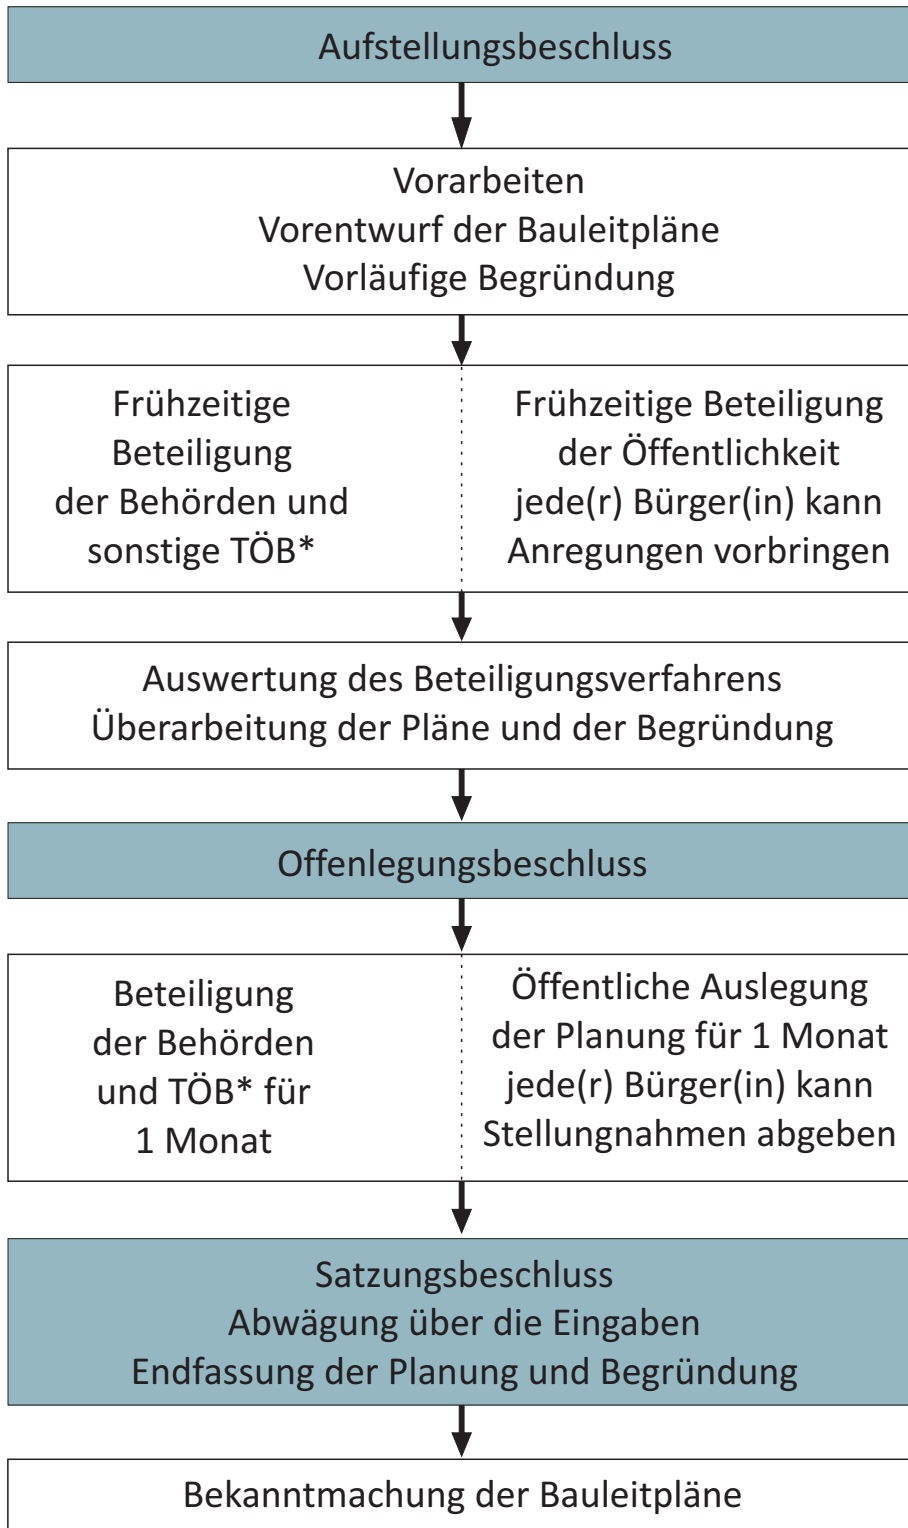 Aufstellungsbeschluss
Vorarbeiten
Vorentwurf der Bauleitpläne
Vorläufige Begründung
Frühzeitige
Beteiligung
der Behörden und
sonstige TÖB*
Frühzeitige Beteiligung
der Öffentlichkeit
jede(r) Bürger(in) kann
Anregungen vorbringen
Auswertung des Beteiligungsverfahrens
Überarbeitung der Pläne und der Begründung
Offenlegungsbeschluss
Beteiligung
der Behörden
und TÖB* für
1 Monat
Öffentliche Auslegung
der Planung für 1 Monat
jede(r) Bürger(in) kann
Stellungnahmen abgeben
Satzungsbeschluss
Abwägung über die Eingaben
Endfassung der Planung und Begründung
Bekanntmachung der Bauleitpläne